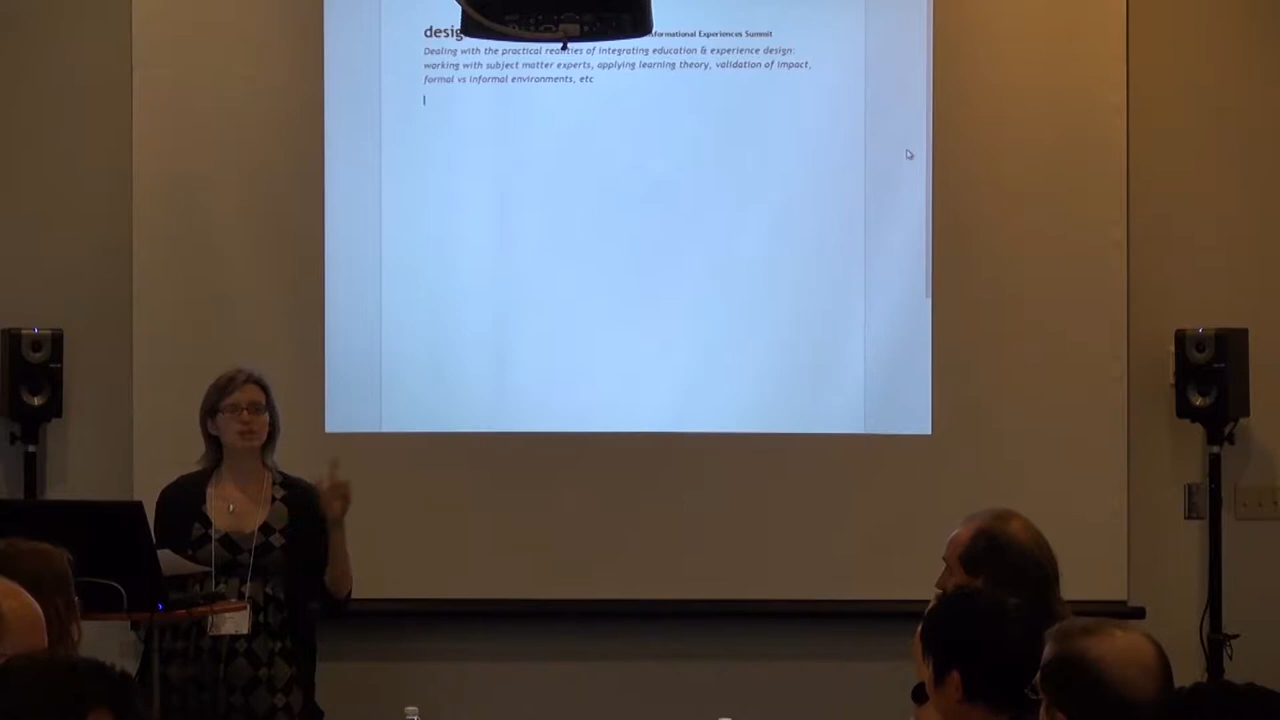 desig formational Experiences Summit
Dealing with the practical realities of integrating education & experience design:
working with subject matter experts, applying learning theory, validation of impact,
formal vs informal environments, etc